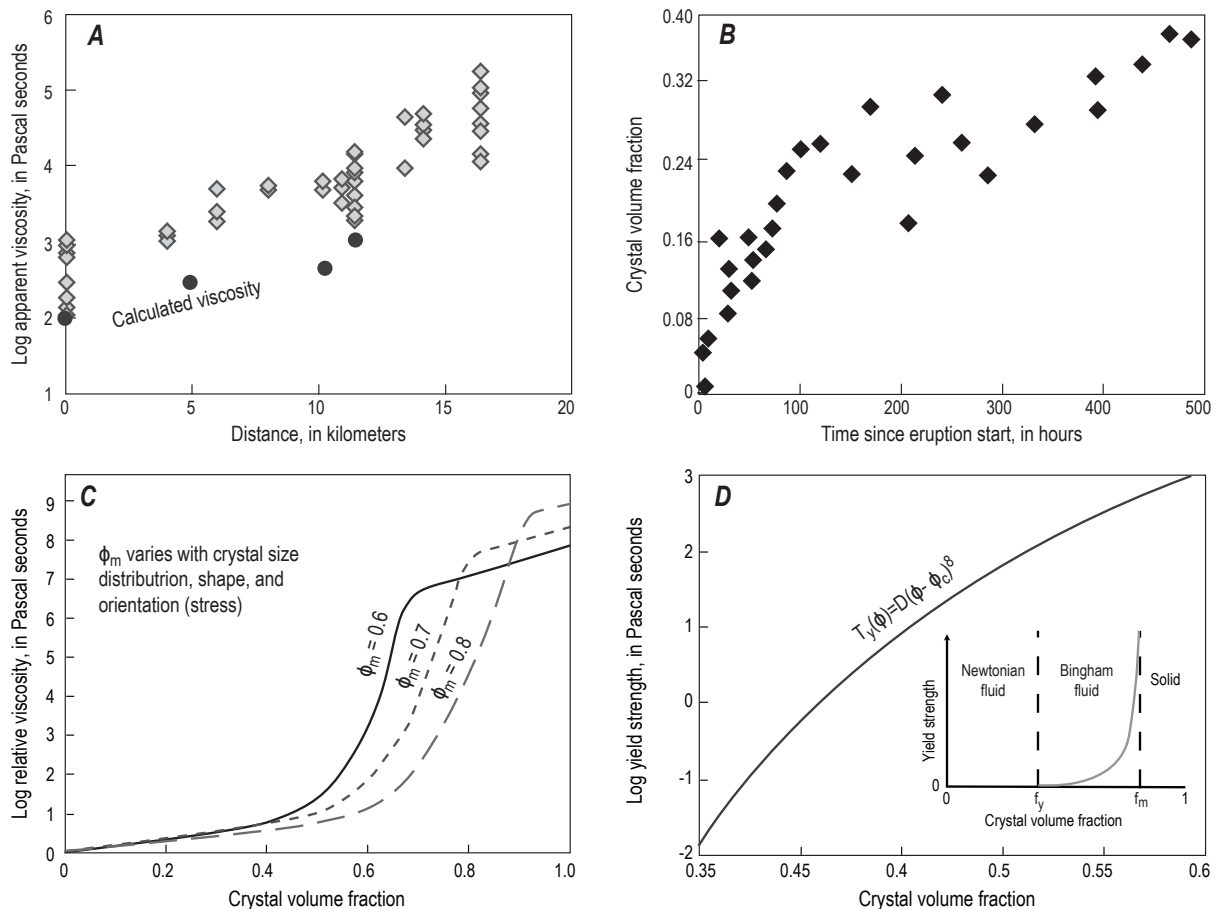 A
6
5
4
3
2
1
Log apparent viscosity, in Pascal seconds
Calculated viscosity
0
5
10
15
20
Distance, in kilometers
B
0.40
0.32
0.24
0.16
0.08
0
Crystal volume fraction
0
100
200
300
400
500
Time since eruption start, in hours
C
9
8
7
6
5
4
3
2
1
0
Log relative viscosity, in Pascal seconds
ϕm varies with crystal size
distributrion, shape, and
orientation (stress)
ϕm = 0.6
ϕm = 0.7
ϕm = 0.8
0
0.2
0.4
0.6
0.8
1.0
Crystal volume fraction
D
3
2
1
0
-1
-2
Log yield strength, in Pascal seconds
Ty(ϕ)=D(ϕ- ϕc)8
Yield strength
Newtonian
fluid
Bingham
fluid
Solid
0
0
fy
fm
1
Crystal volume fraction
0.35
0.45
0.4
0.55
0.6
Crystal volume fraction